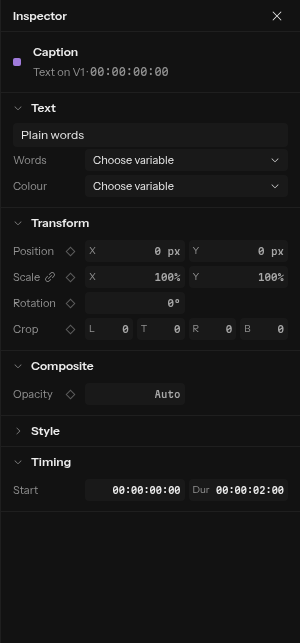 Inspector
Caption
Text on V1·00:00:00:00
Text
Plain words
Words Choose variable
Colour Choose variable
Transform
Position X 0 px Y 0 px
Scale X 100% Y 100%
Rotation 0°
Crop L 0 T 0 R 0 B 0
Composite
Opacity Auto
Style
Timing
Start 00:00:00:00 Dur 00:00:02:00